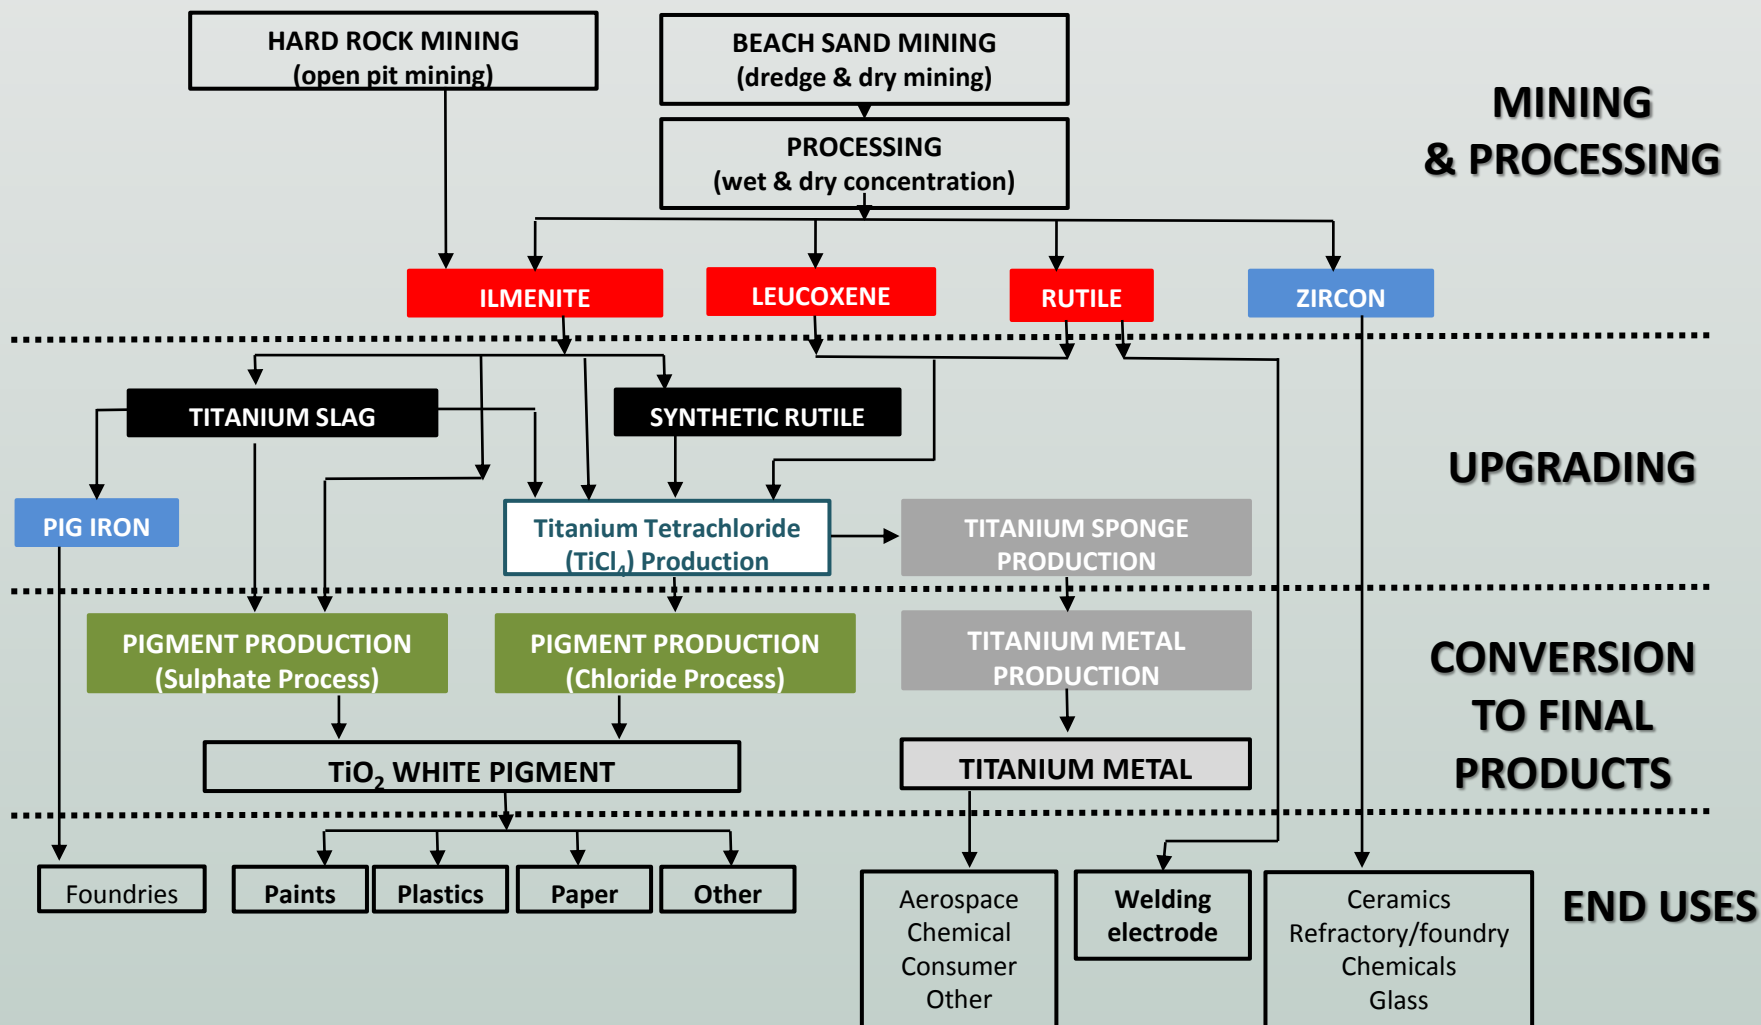 HARD ROCK MINING
(open pit mining)
BEACH SAND MINING
(dredge & dry mining)
MINING
& PROCESSING
PROCESSING
(wet & dry concentration)
ILMENITE
LEUCOXENE
RUTILE
ZIRCON
TITANIUM SLAG
SYNTHETIC RUTILE
UPGRADING
PIG IRON
Titanium Tetrachloride
(TiCl₄) Production
TITANIUM SPONGE
PRODUCTION
PIGMENT PRODUCTION
(Sulphate Process)
PIGMENT PRODUCTION
(Chloride Process)
TITANIUM METAL
PRODUCTION
CONVERSION
TO FINAL
PRODUCTS
TiO₂ WHITE PIGMENT
TITANIUM METAL
Foundries
Paints
Plastics
Paper
Other
Aerospace
Chemical
Consumer
Other
Welding
electrode
Ceramics
Refractory/foundry
Chemicals
Glass
END USES